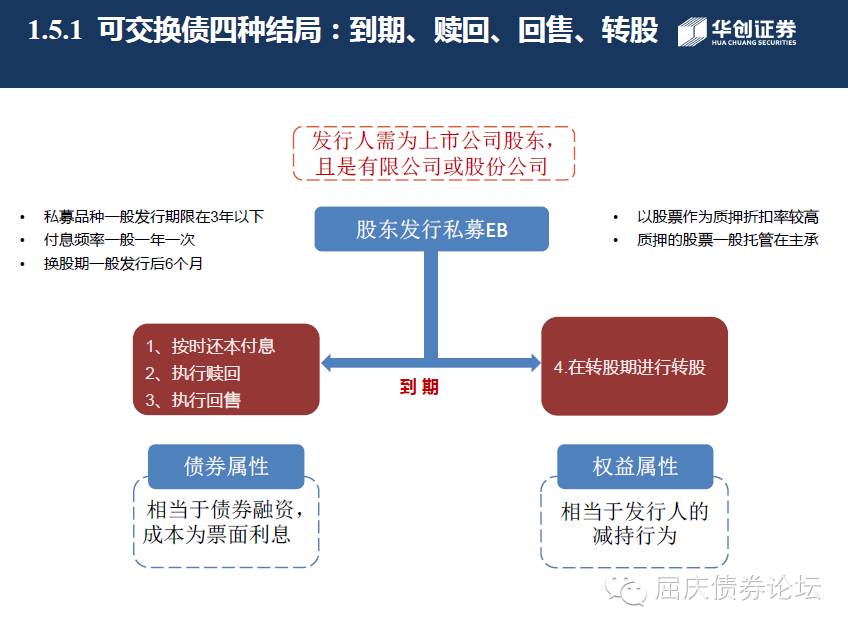 1.5.1 可交换债四种结局：到期、赎回、回售、转股
华创证券
HUA CHUANG SECURITIES
发行人需为上市公司股东，
且是有限公司或股份公司
• 私募品种一般发行期限在3年以下
• 付息频率一般一年一次
• 换股期一般发行后6个月
股东发行私募EB
• 以股票作为质押折扣率较高
• 质押的股票一般托管在主承
1、按时还本付息
2、执行赎回
3、执行回售
到 期
4.在转股期进行转股
债券属性
相当于债券融资，
成本为票面利息
权益属性
相当于发行人的
减持行为
屈庆债券论坛